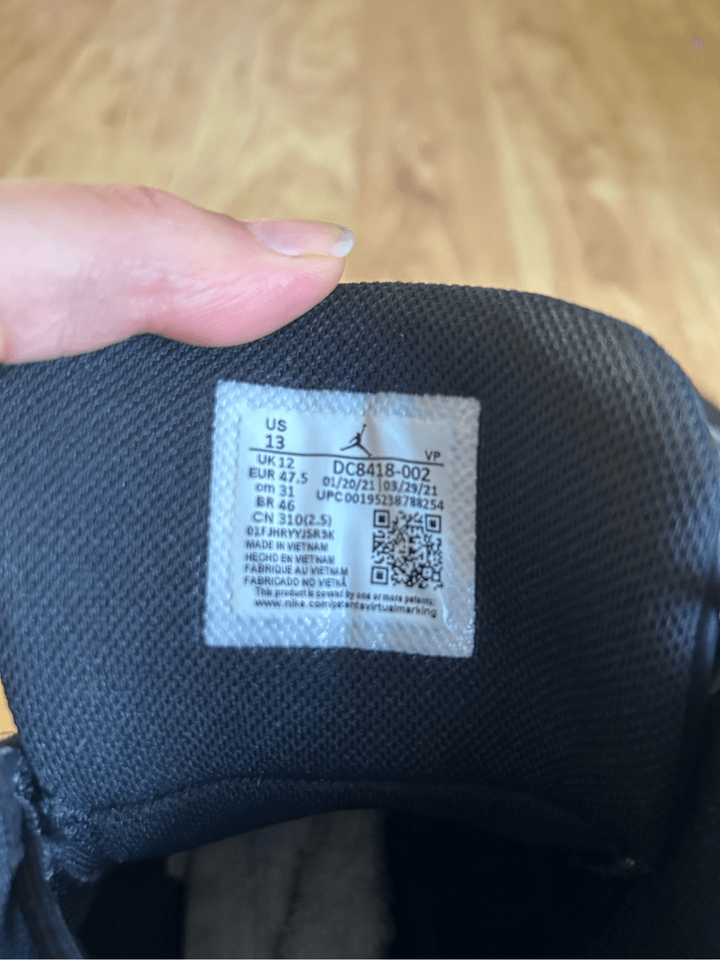 US
13
VP
UK 12
DC8418-002
EUR 47.5
01/20/21 03/29/21
cm 31
UPC 00195238788254
BR 46
CN 310(2.5)
01FJHRYYJSR3K
MADE IN VIETNAM
HECHO EN VIETNAM
FABRIQUE AU VIETNAM
FABRICADO NO VIETNÃ
This product is covered by one or more patents:
www.nike.com/patentsvirtualmarking